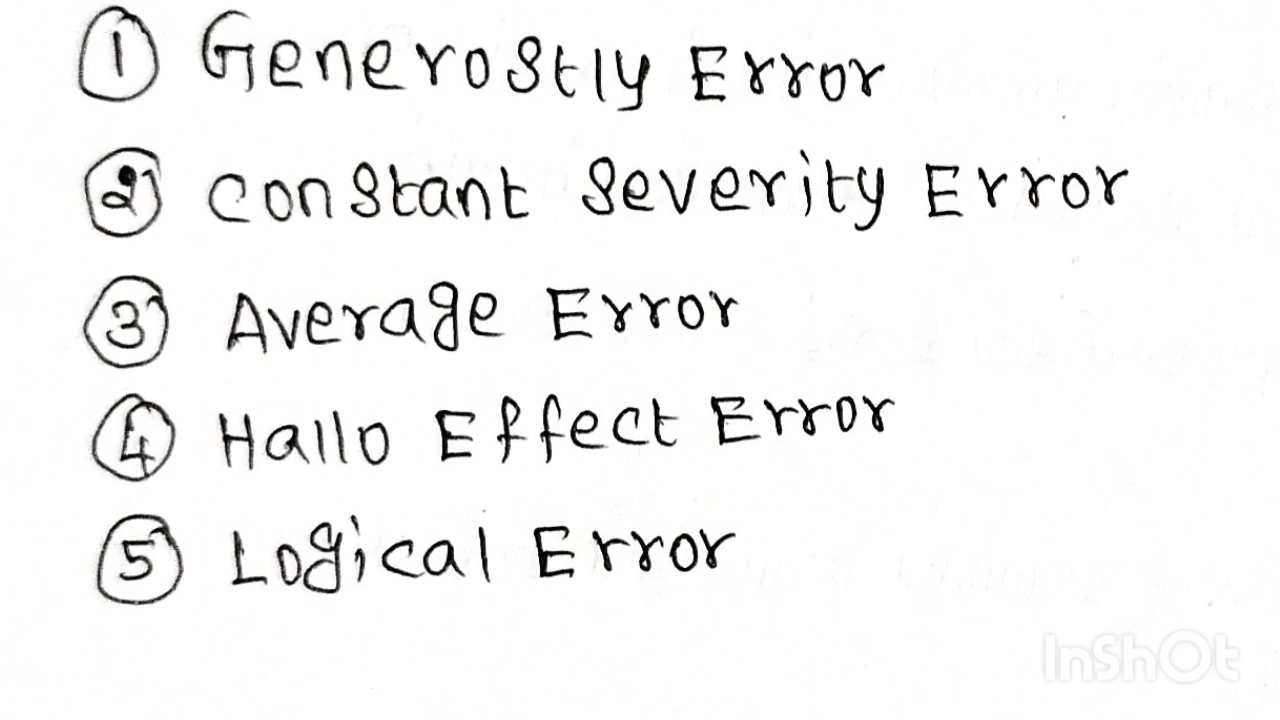 ① Generostly Error
② Constant Severity Error
③ Average Error
④ Hallo Effect Error
⑤ Logical Error
InShOt